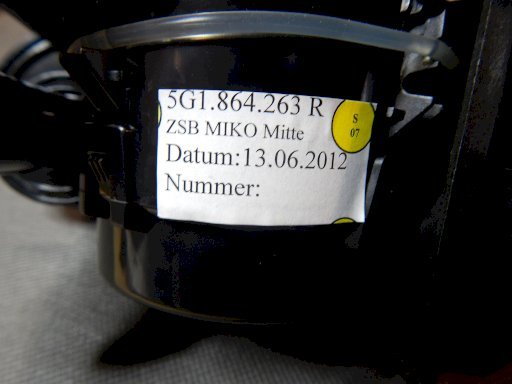 5G1.864.263 R
S
07
ZSB MIKO Mitte
Datum:13.06.2012
Nummer: